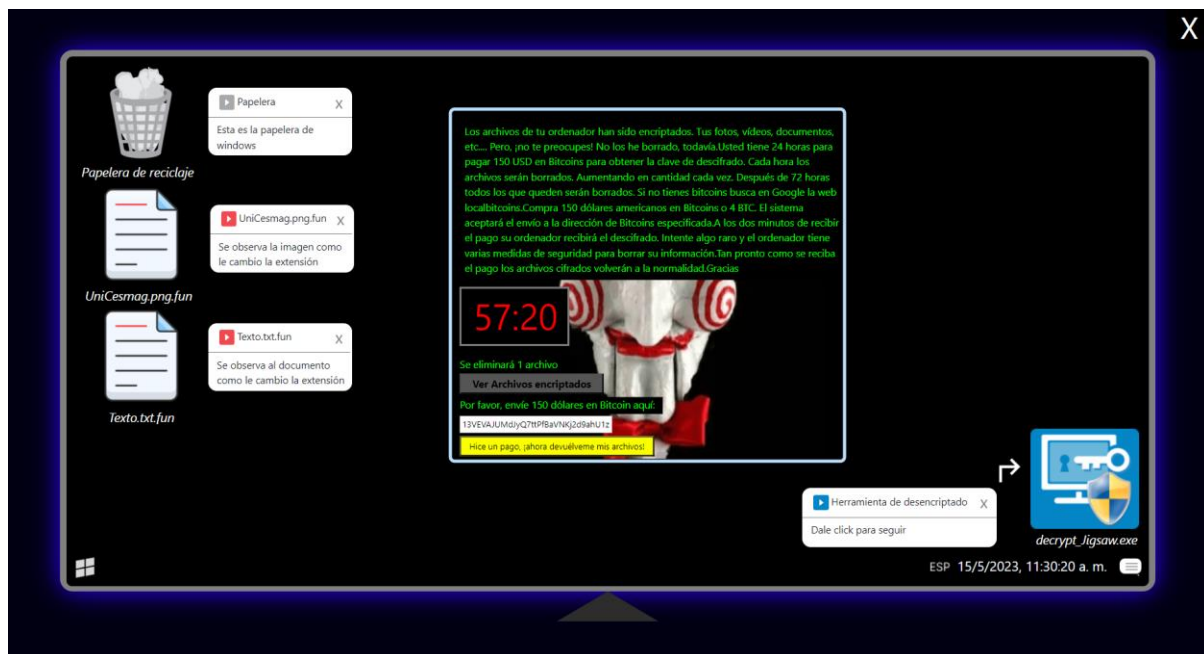 X
Papelera de reciclaje
Papelera X
Esta es la papelera de
windows
UniCesmag.png.fun
UniCesmag.png.fun X
Se observa la imagen como
le cambio la extensión
Texto.txt.fun
Texto.txt.fun X
Se observa al documento
como le cambio la extensión
Los archivos de tu ordenador han sido encriptados. Tus fotos, vídeos, documentos,
etc.... Pero, ¡no te preocupes! No los he borrado, todavía.Usted tiene 24 horas para
pagar 150 USD en Bitcoins para obtener la clave de descifrado. Cada hora los
archivos serán borrados. Aumentando en cantidad cada vez. Después de 72 horas
todos los que queden serán borrados. Si no tienes bitcoins busca en Google la web
localbitcoins.Compra 150 dólares americanos en Bitcoins o 4 BTC. El sistema
aceptará el envío a la dirección de Bitcoins especificada.A los dos minutos de recibir
el pago su ordenador recibirá el descifrado. Intente algo raro y el ordenador tiene
varias medidas de seguridad para borrar su información.Tan pronto como se reciba
el pago los archivos cifrados volverán a la normalidad.Gracias
57:20
Se eliminará 1 archivo
Ver Archivos encriptados
Por favor, envíe 150 dólares en Bitcoin aquí:
13VEVAJUMdJyQ7ttPfBaVNKj2d9ahU1z
Hice un pago, ¡ahora devuélveme mis archivos!
Herramienta de desencriptado X
Dale click para seguir
decrypt_Jigsaw.exe
ESP 15/5/2023, 11:30:20 a. m.